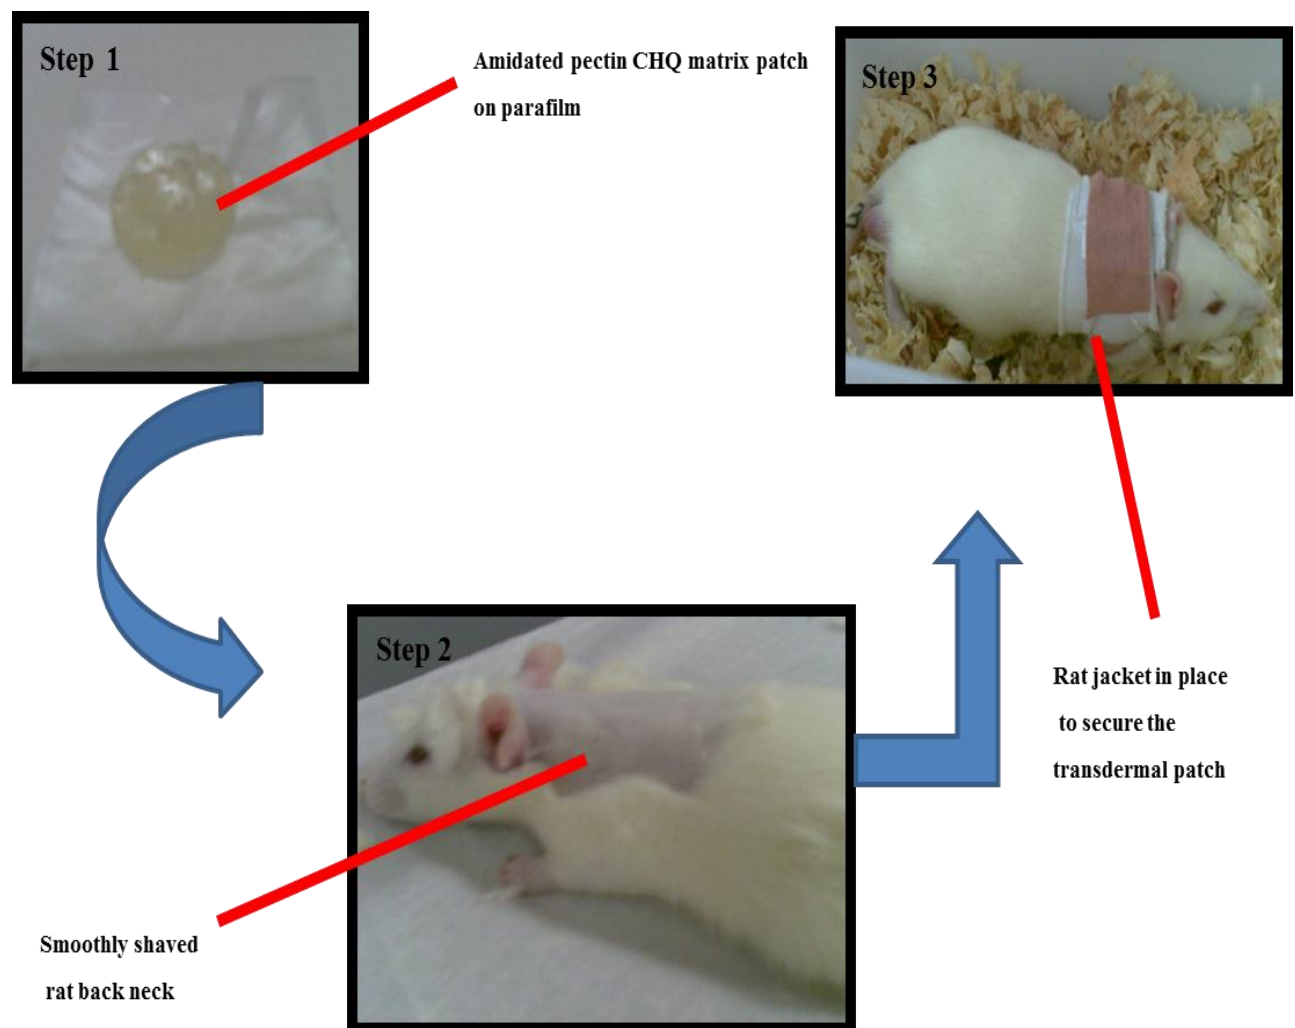 Step 1
Amidated pectin CHQ matrix patch
on parafilm
Step 2
Smoothly shaved
rat back neck
Step 3
Rat jacket in place
to secure the
transdermal patch